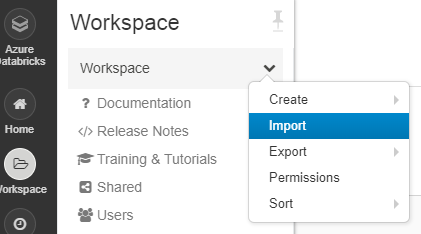 Azure
Databricks
Home
Workspace
Workspace
Workspace
? Documentation
</> Release Notes
Training & Tutorials
Shared
Users
Create
Import
Export
Permissions
Sort